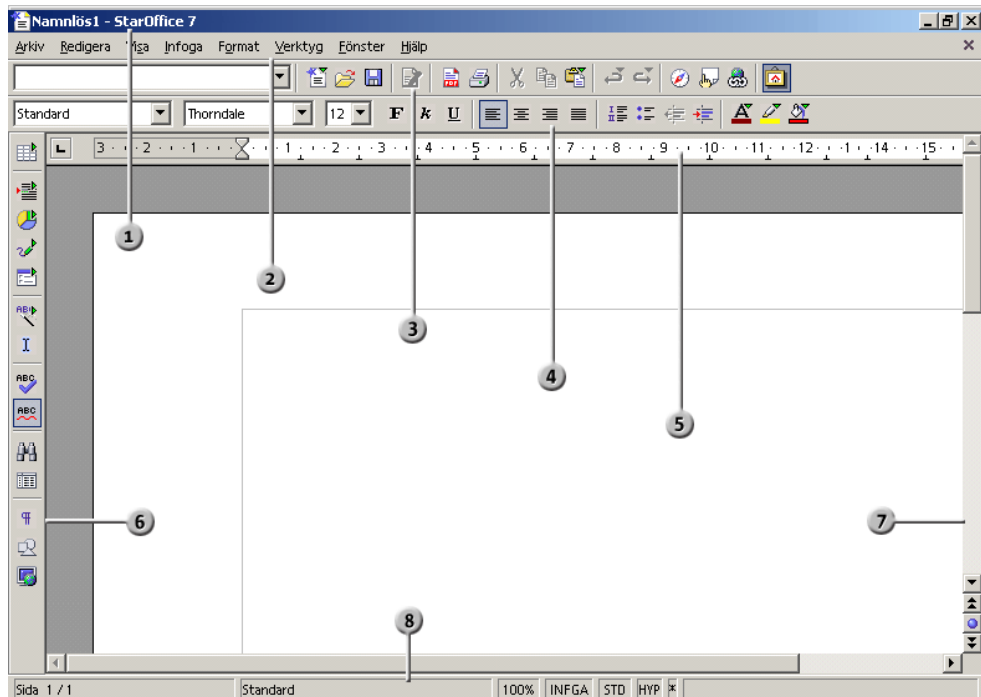 Namnlös1 - StarOffice 7
Arkiv Redigera Visa Infoga Format Verktyg Fönster Hjälp
Standard Thorndale 12 F k U
3 2 1 1 2 3 4 5 6 7 8 9 10 11 12 1 14 15
1
2
3
4
5
6
7
8
ABC
ABC
Sida 1 / 1 Standard 100% INFGA STD HYP *